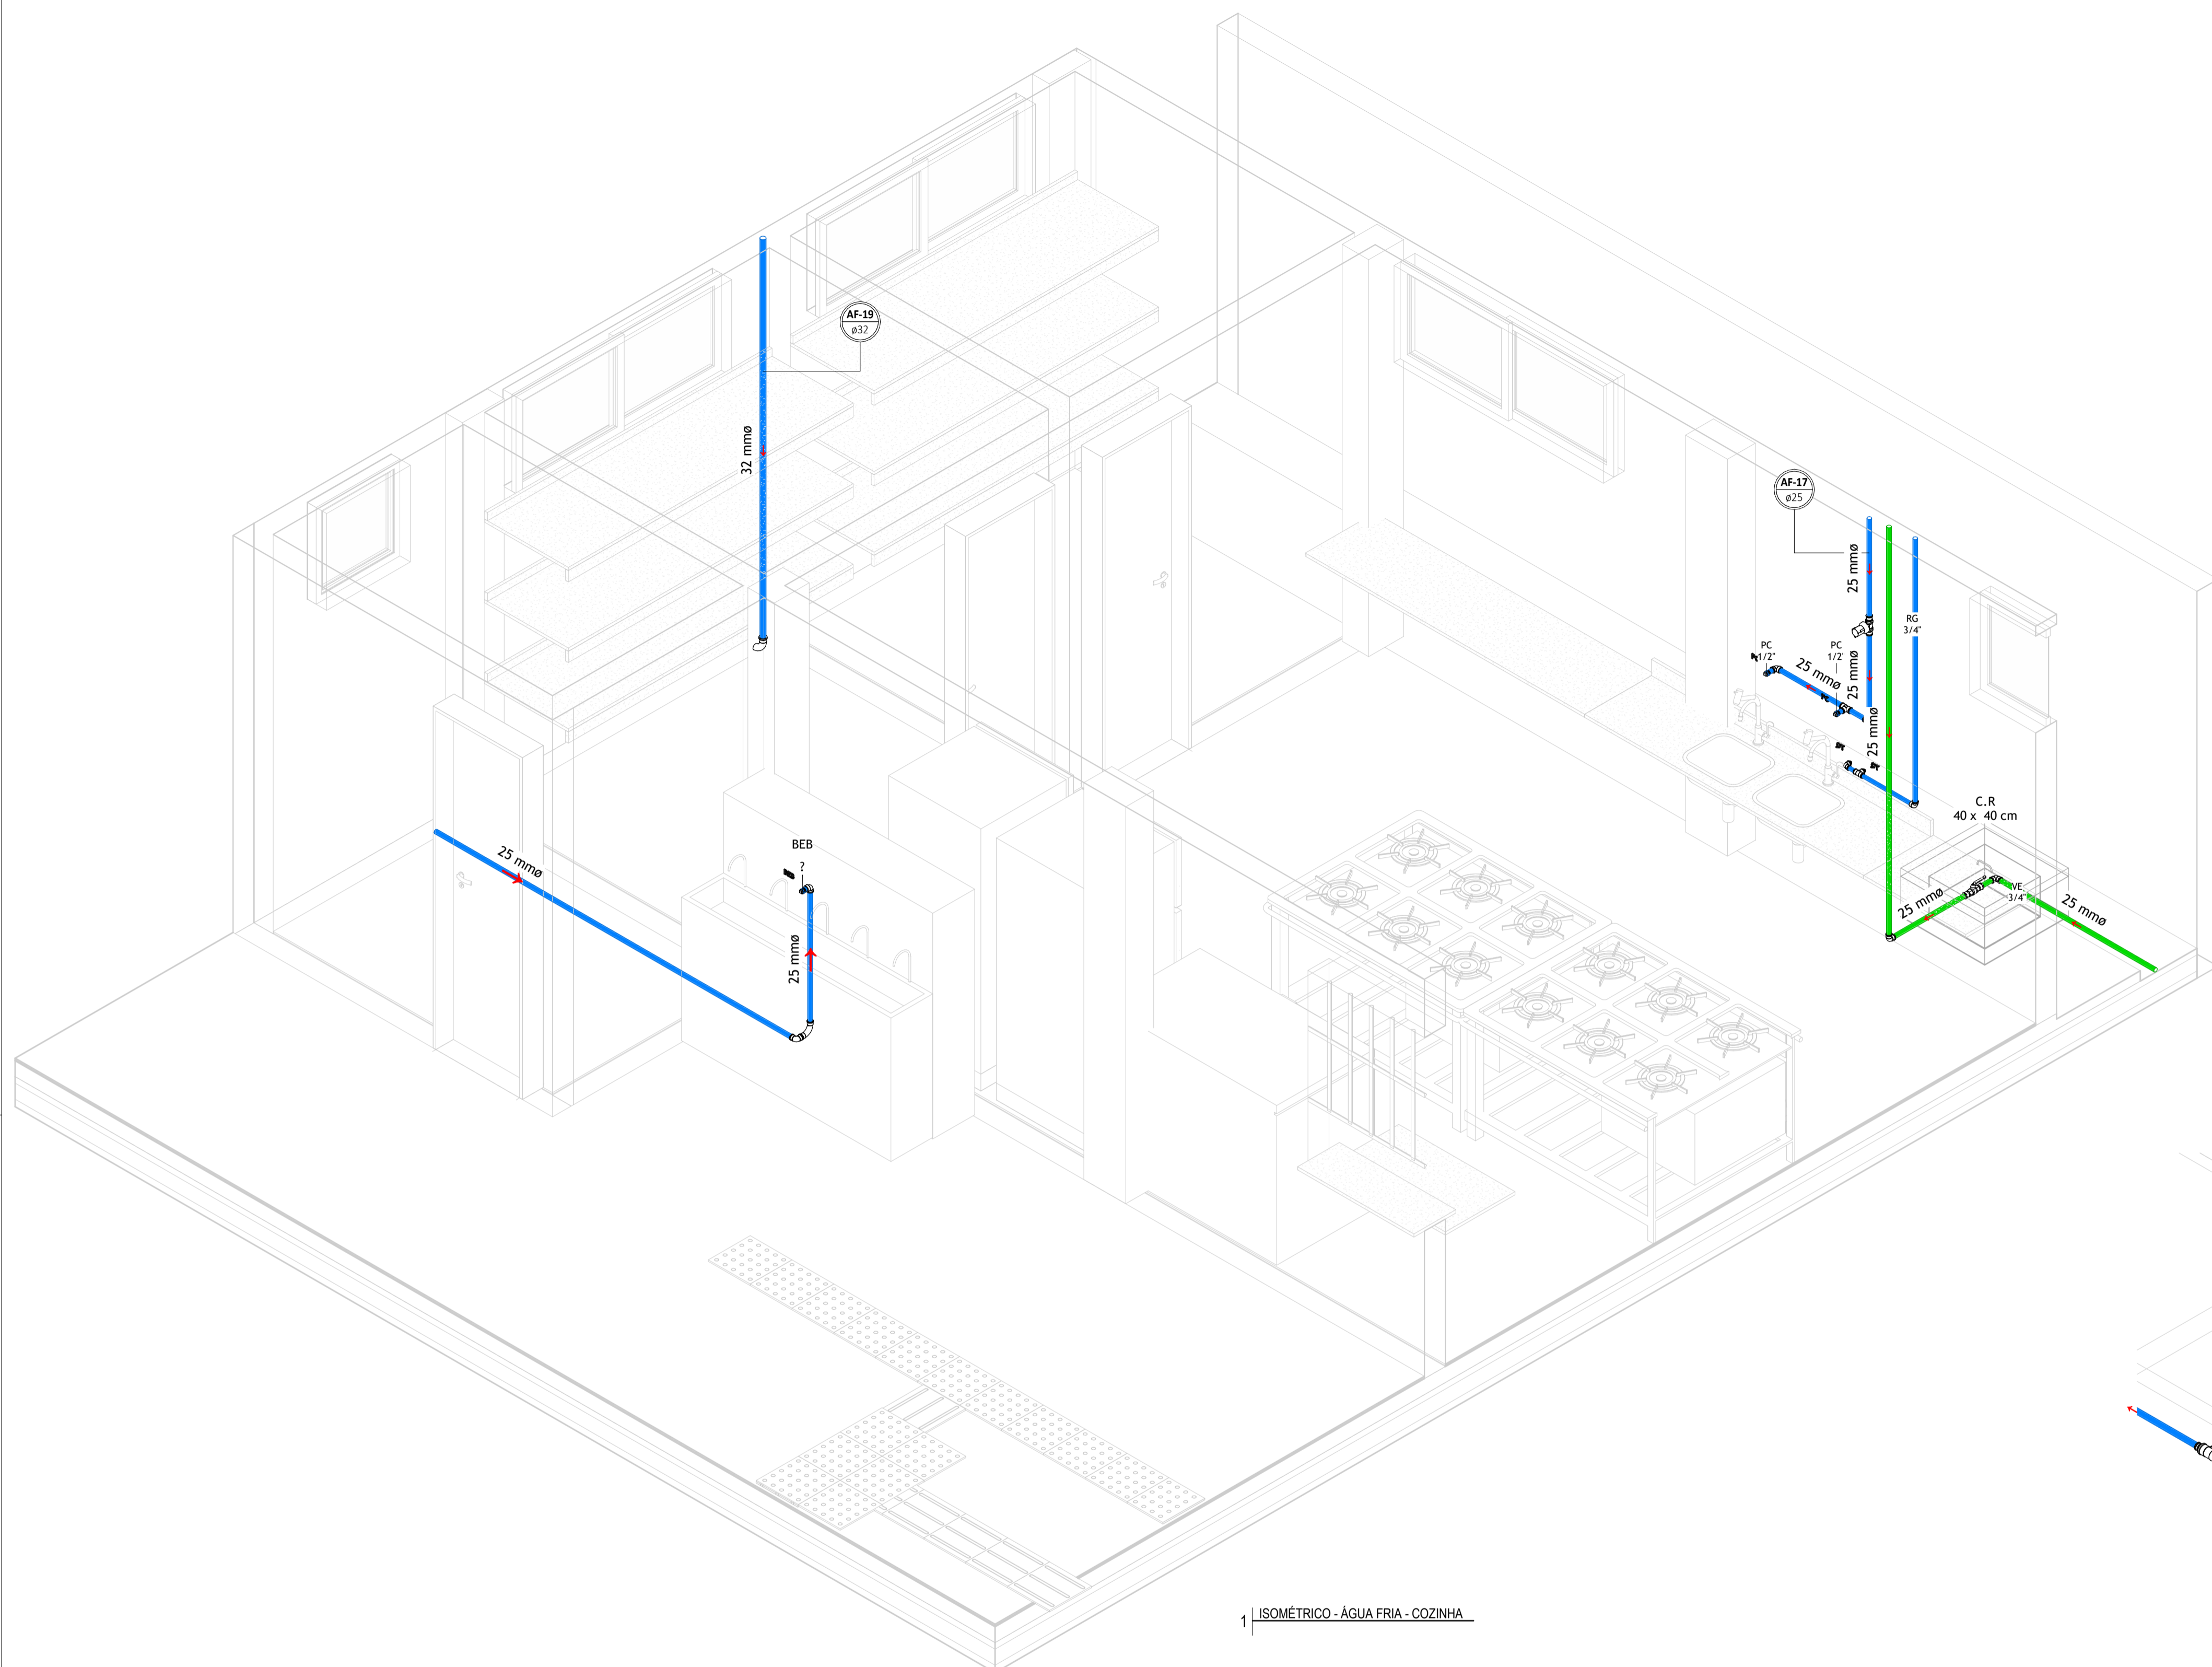 AF-19
ø32
32 mmø
AF-17
ø25
25 mmø
RG
3/4"
PC
1/2"
PC
1/2"
25 mmø
25 mmø
25 mmø
C.R
40 x 40 cm
VE
3/4"
25 mmø
25 mmø
25 mmø
BEB
?
25 mmø
1
ISOMÉTRICO - ÁGUA FRIA - COZINHA